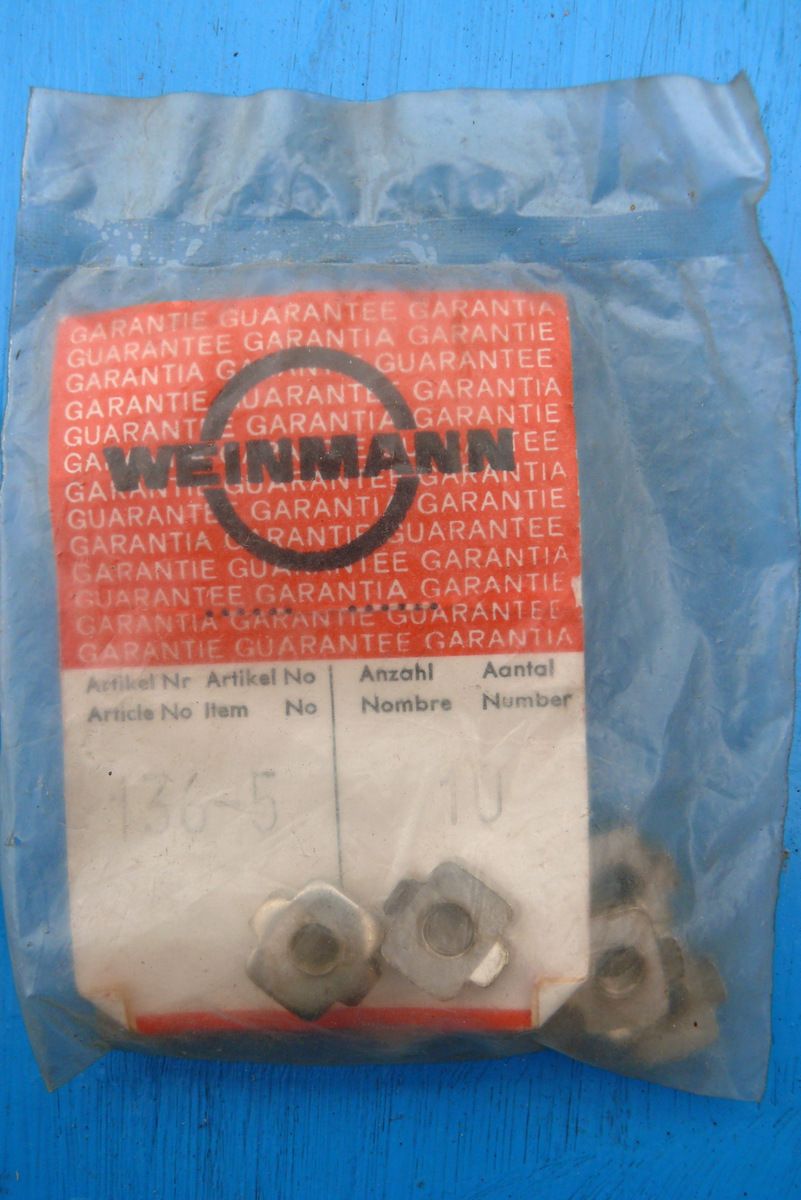 GARANTIE GUARANTEE GARANTIA
GUARANTEE GARANTIA GARANTIE
GARANTIA GARANTIE GUARANTEE
GARANTIE GUARANTEE GARANTIA
GUARANTEE GARANTIA GARANTIE
WEINMANN
GARANTIE GUARANTEE GARANTIA
GUARANTEE GARANTIA GARANTIE
GARANTIA GARANTIE GUARANTEE
GARANTIE GUARANTEE GARANTIA
GUARANTEE GARANTIA GARANTIE
GARANTIA GARANTIE GUARANTEE
GARANTIE GUARANTEE GARANTIA
Artikel Nr Artikel No Anzahl Aantal
Article No Item No Nombre Number
136-5 10